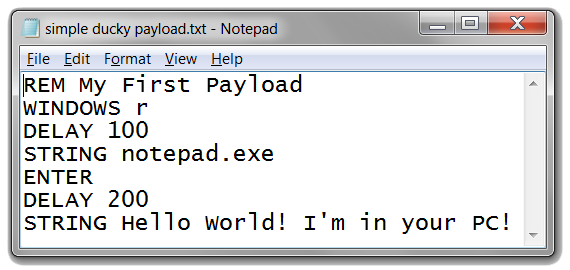 simple ducky payload.txt - Notepad
File Edit Format View Help
REM My First Payload
WINDOWS r
DELAY 100
STRING notepad.exe
ENTER
DELAY 200
STRING Hello World! I'm in your PC!